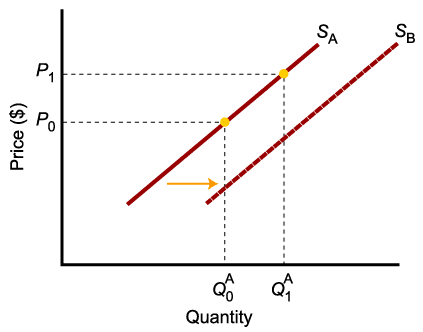 S_A
S_B
P_1
P_0
Price ($)
Q_0^A
Q_1^A
Quantity